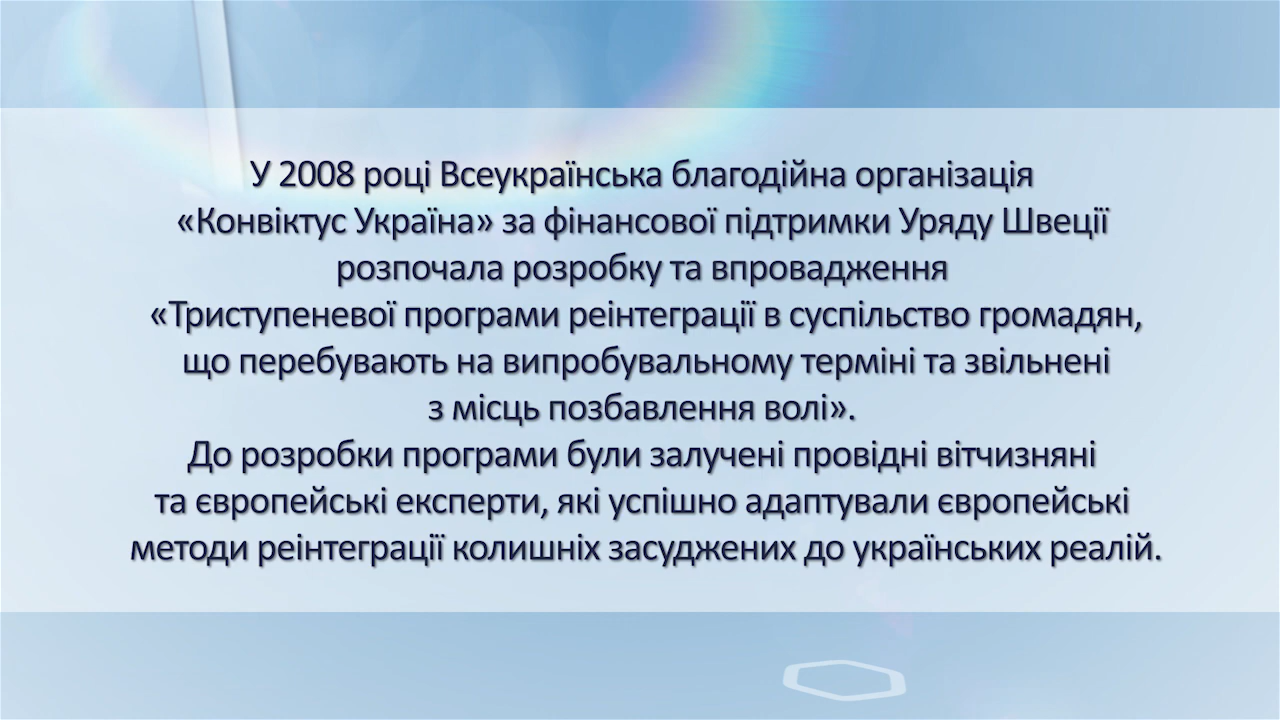 У 2008 році Всеукраїнська благодійна організація
«Конвіктус Україна» за фінансової підтримки Уряду Швеції
розпочала розробку та впровадження
«Триступеневої програми реінтеграції в суспільство громадян,
що перебувають на випробувальному терміні та звільнені
з місць позбавлення волі».
До розробки програми були залучені провідні вітчизняні
та європейські експерти, які успішно адаптували європейські
методи реінтеграції колишніх засуджених до українських реалій.